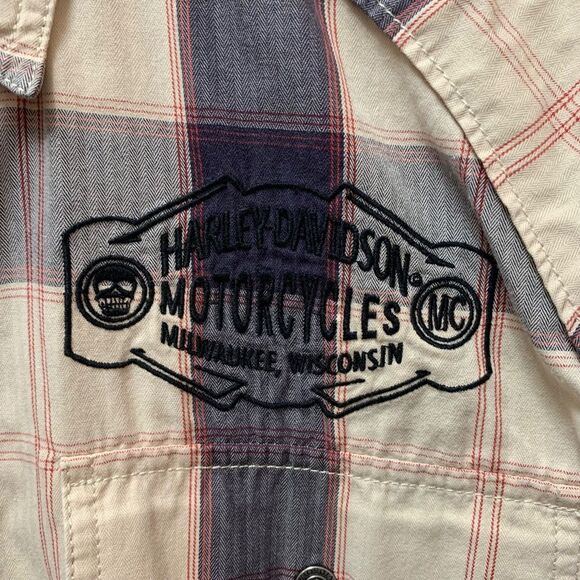 HARLEY-DAVIDSON®
MOTORCYCLES
MC
MILWAUKEE, WISCONSIN